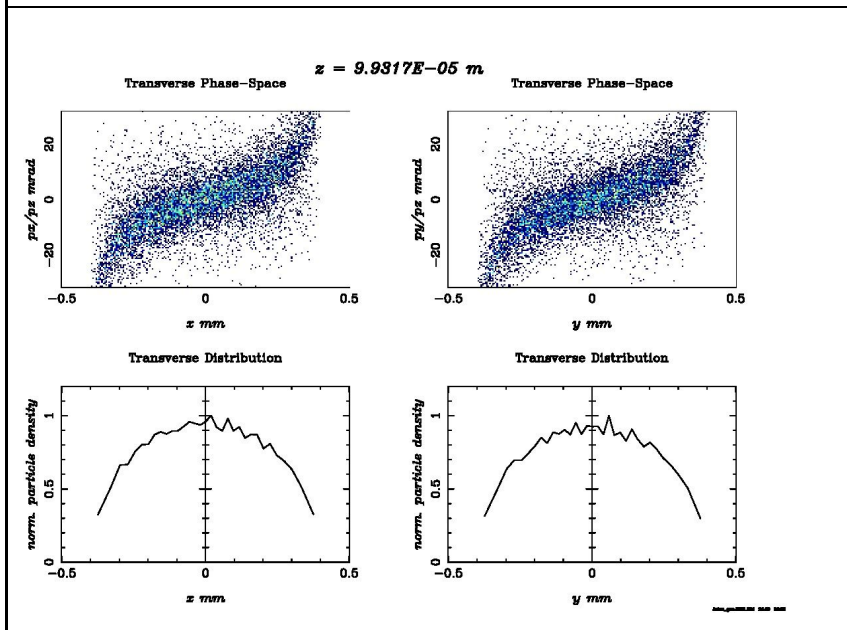 z = 9.9317E−05 m
Transverse Phase−Space
Transverse Phase−Space
px/pz mrad
20
0
−20
−0.5
0
0.5
x mm
py/pz mrad
20
0
−20
−0.5
0
0.5
y mm
Transverse Distribution
Transverse Distribution
norm. particle density
1
0.5
0
−0.5
0
0.5
x mm
norm. particle density
1
0.5
0
−0.5
0
0.5
y mm